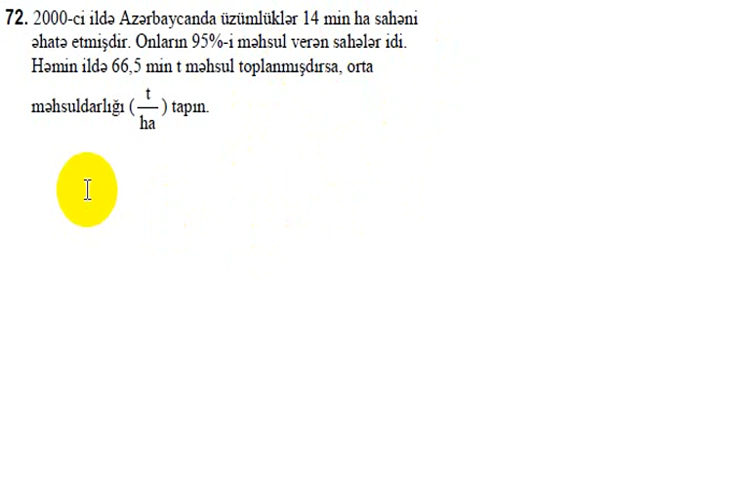 72. 2000-ci ildə Azərbaycanda üzümlüklər 14 min ha sahəni
əhatə etmişdir. Onların 95%-i məhsul verən sahələr idi.
Həmin ildə 66,5 min t məhsul toplanmışdırsa, orta
məhsuldarlığı (t/ha) tapın.